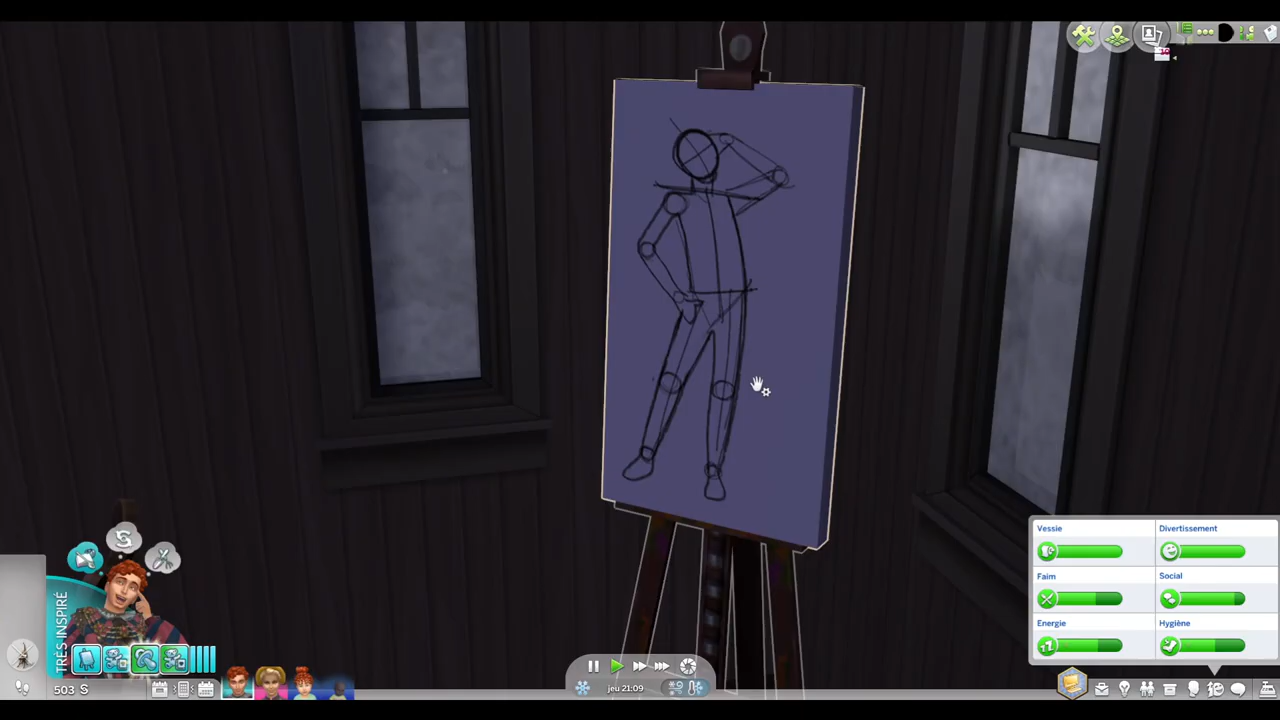 Vessie
Divertissement
Faim
Social
Energie
Hygiène
TRÈS INSPIRÉ
503 S
jeu 21:09